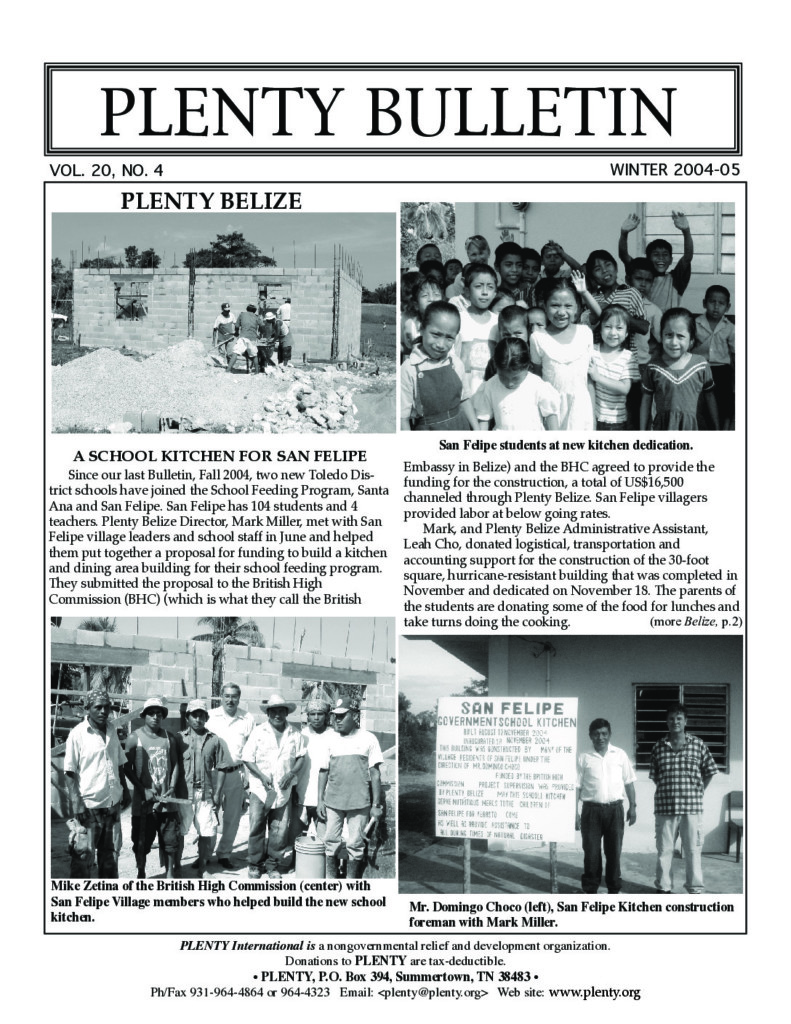 PLENTY BULLETIN
VOL. 20, NO. 4
WINTER 2004-05
PLENTY BELIZE
A SCHOOL KITCHEN FOR SAN FELIPE
Since our last Bulletin, Fall 2004, two new Toledo Dis-
trict schools have joined the School Feeding Program, Santa
Ana and San Felipe. San Felipe has 104 students and 4
teachers. Plenty Belize Director, Mark Miller, met with San
Felipe village leaders and school staff in June and helped
them put together a proposal for funding to build a kitchen
and dining area building for their school feeding program.
They submitted the proposal to the British High
Commission (BHC) (which is what they call the British
San Felipe students at new kitchen dedication.
Embassy in Belize) and the BHC agreed to provide the
funding for the construction, a total of US$16,500
channeled through Plenty Belize. San Felipe villagers
provided labor at below going rates.
Mark, and Plenty Belize Administrative Assistant,
Leah Cho, donated logistical, transportation and
accounting support for the construction of the 30-foot
square, hurricane-resistant building that was completed in
November and dedicated on November 18. The parents of
the students are donating some of the food for lunches and
take turns doing the cooking. (more Belize, p.2)
Mike Zetina of the British High Commission (center) with
San Felipe Village members who helped build the new school
kitchen.
SAN FELIPE
GOVERNMENT SCHOOL KITCHEN
BUILT AUGUST TO NOVEMBER 2004
INAUGURATED NOVEMBER 2004
THIS BUILDING WAS CONSTRUCTED BY MANY OF THE
VILLAGE RESIDENTS OF SAN FELIPE UNDER THE
DIRECTION OF MR. DOMINGO CHOCO
FUNDED BY THE BRITISH HIGH
COMMISSION PROJECT SUPERVISION WAS PROVIDED
BY PLENTY BELIZE MAY THIS SCHOOL KITCHEN
SERVE NUTRITIOUS MEALS TO THE CHILDREN OF
SAN FELIPE FOR YEARS TO COME
AS WELL AS PROVIDE ASSISTANCE TO
ALL DURING TIMES OF NATURAL DISASTER
Mr. Domingo Choco (left), San Felipe Kitchen construction
foreman with Mark Miller.
PLENTY International is a nongovernmental relief and development organization.
Donations to PLENTY are tax-deductible.
• PLENTY, P.O. Box 394, Summertown, TN 38483 •
Ph/Fax 931-964-4864 or 964-4323 Email: <plenty@plenty.org> Web site: www.plenty.org